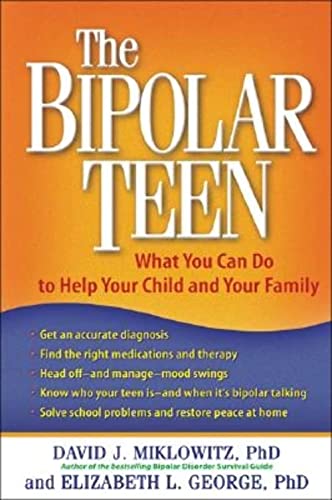 The
BIPOLAR
TEEN
What You Can Do
to Help Your Child and Your Family
• Get an accurate diagnosis
• Find the right medications and therapy
• Head off—and manage—mood swings
• Know who your teen is—and when it's bipolar talking
• Solve school problems and restore peace at home
DAVID J. MIKLOWITZ, PhD
Author of the bestselling Bipolar Disorder Survival Guide
and ELIZABETH L. GEORGE, PhD